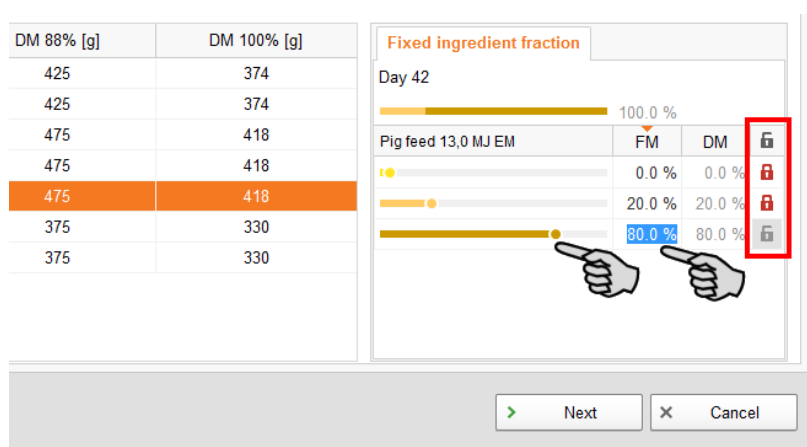 DM 88% [g] DM 100% [g]
425 374
425 374
475 418
475 418
475 418
375 330
375 330
Fixed ingredient fraction
Day 42
100.0 %
Pig feed 13,0 MJ EM FM DM
0.0 % 0.0 %
20.0 % 20.0 %
80.0 % 80.0 %
Next Cancel